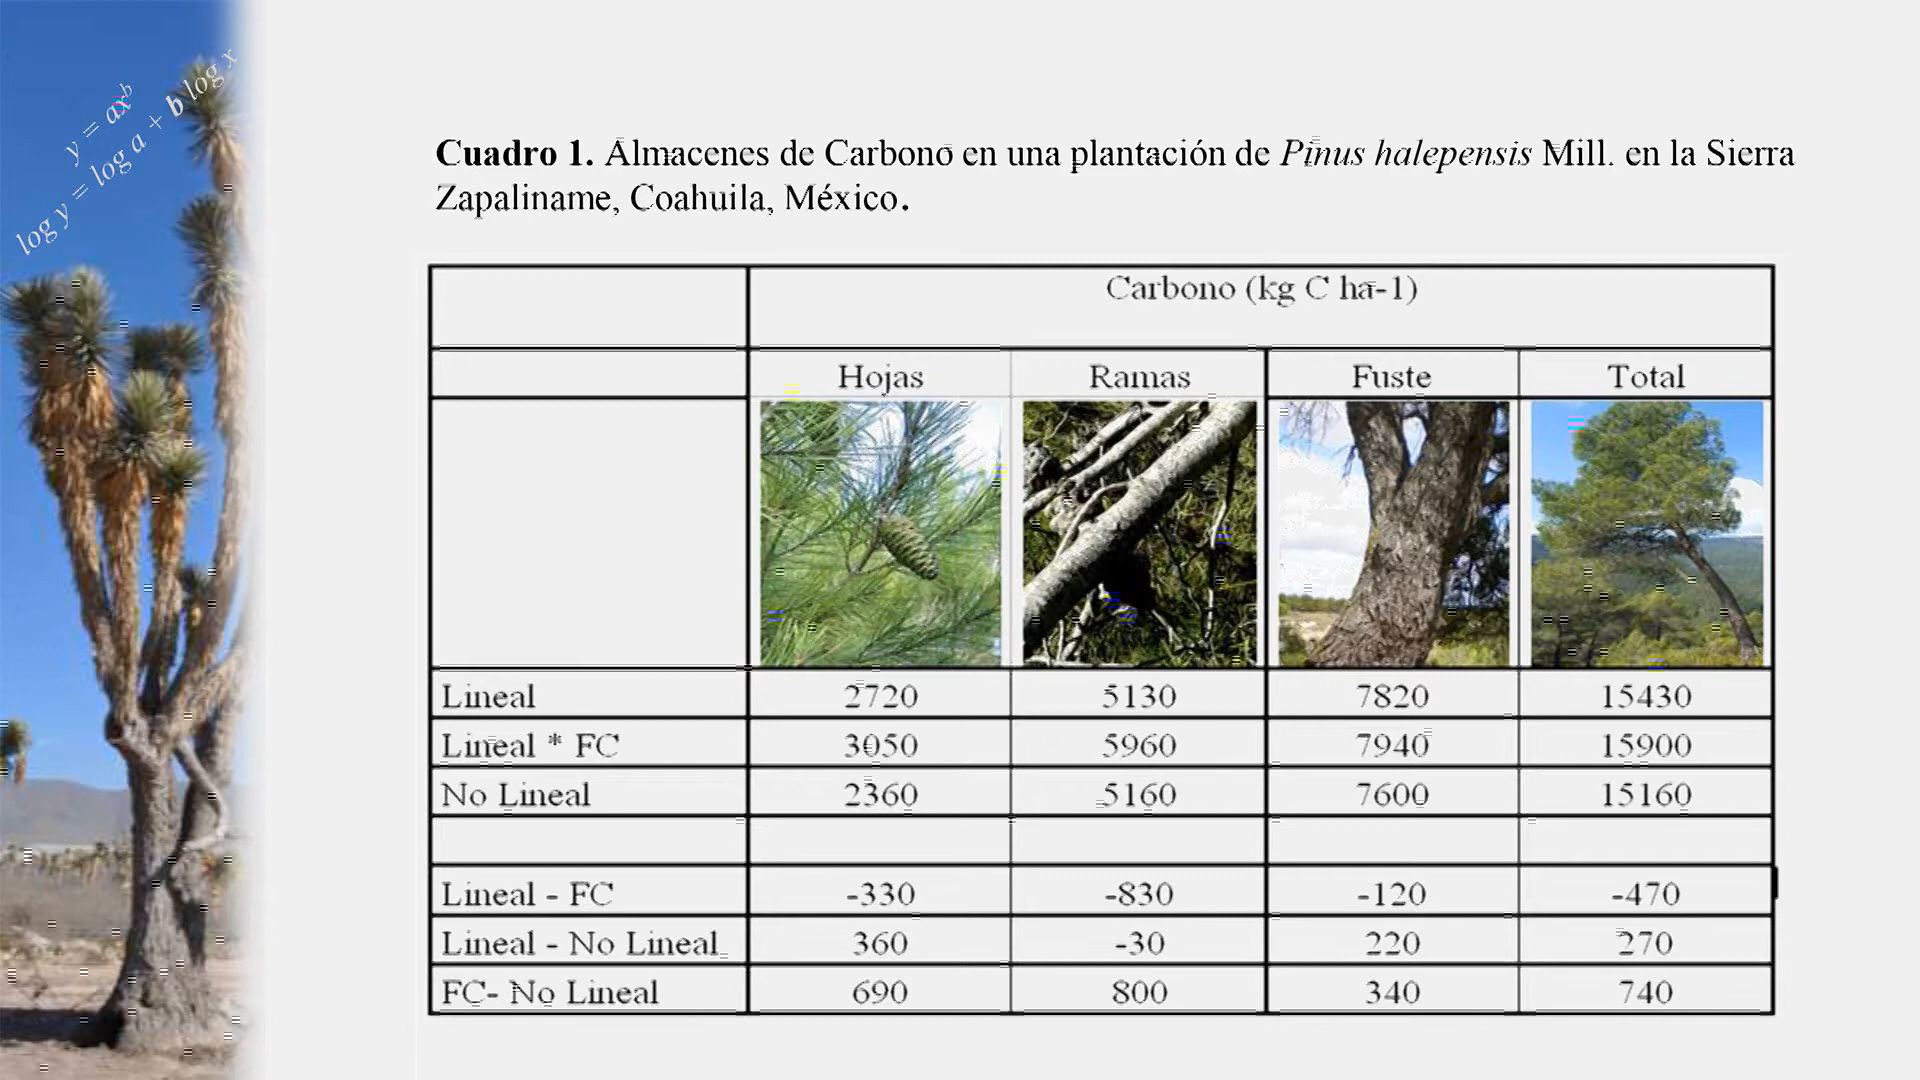 y = ax^b
log y = log a + b log x
Cuadro 1. Almacenes de Carbono en una plantación de Pinus halepensis Mill. en la Sierra
Zapaliname, Coahuila, México.
Carbono (kg C ha-1)
Hojas Ramas Fuste Total
Lineal 2720 5130 7820 15430
Lineal * FC 3050 5960 7940 15900
No Lineal 2360 5160 7600 15160
Lineal - FC -330 -830 -120 -470
Lineal - No Lineal 360 -30 220 270
FC- No Lineal 690 800 340 740